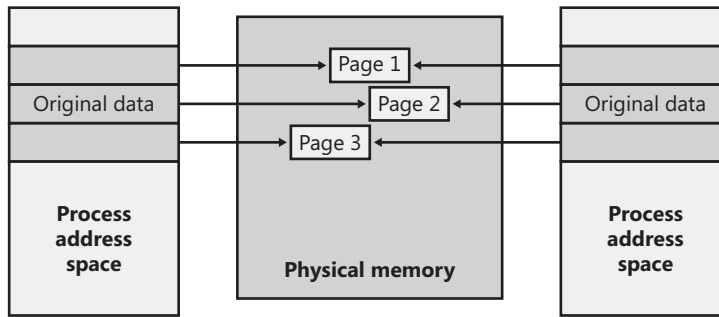 Page 1
Original data
Page 2
Original data
Page 3
Process
address
space
Physical memory
Process
address
space